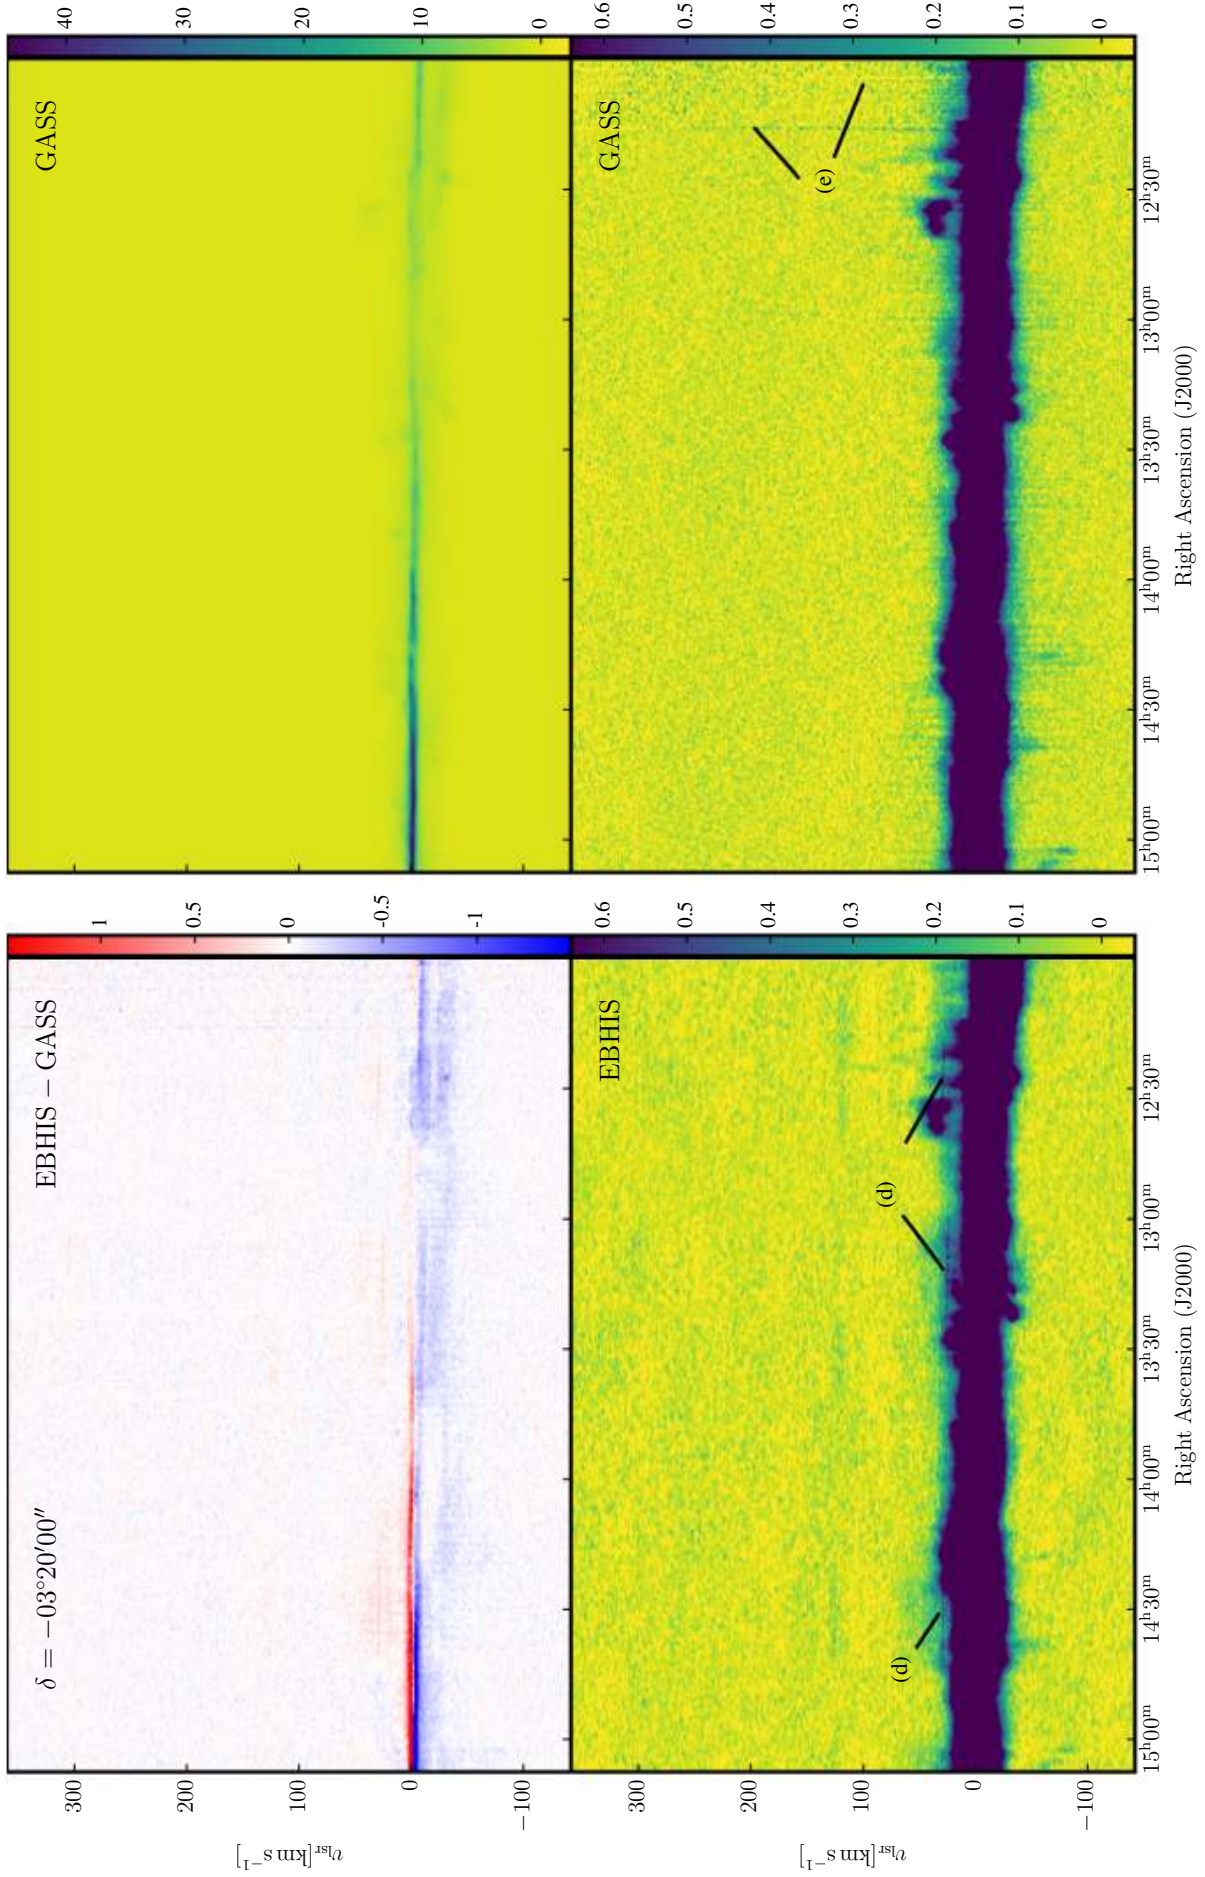 δ = −03°20′00″
EBHIS − GASS
GASS
300
200
100
0
−100
υ_lsr[km s⁻¹]
1
0.5
0
-0.5
-1
40
30
20
10
0
EBHIS
GASS
300
200
100
0
−100
υ_lsr[km s⁻¹]
(d)
(d)
(e)
0.6
0.5
0.4
0.3
0.2
0.1
0
0.6
0.5
0.4
0.3
0.2
0.1
0
15ʰ00ᵐ 14ʰ30ᵐ 14ʰ00ᵐ 13ʰ30ᵐ 13ʰ00ᵐ 12ʰ30ᵐ
15ʰ00ᵐ 14ʰ30ᵐ 14ʰ00ᵐ 13ʰ30ᵐ 13ʰ00ᵐ 12ʰ30ᵐ
Right Ascension (J2000)
Right Ascension (J2000)